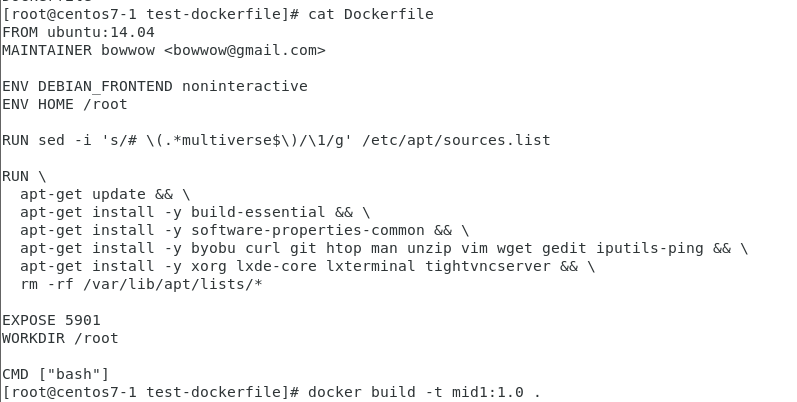 [root@centos7-1 test-dockerfile]# cat Dockerfile
FROM ubuntu:14.04
MAINTAINER bowwow <bowwow@gmail.com>

ENV DEBIAN_FRONTEND noninteractive
ENV HOME /root

RUN sed -i 's/# \(.*multiverse$\)/\1/g' /etc/apt/sources.list

RUN \
  apt-get update && \
  apt-get install -y build-essential && \
  apt-get install -y software-properties-common && \
  apt-get install -y byobu curl git htop man unzip vim wget gedit iputils-ping && \
  apt-get install -y xorg lxde-core lxterminal tightvncserver && \
  rm -rf /var/lib/apt/lists/*

EXPOSE 5901
WORKDIR /root

CMD ["bash"]
[root@centos7-1 test-dockerfile]# docker build -t mid1:1.0 .